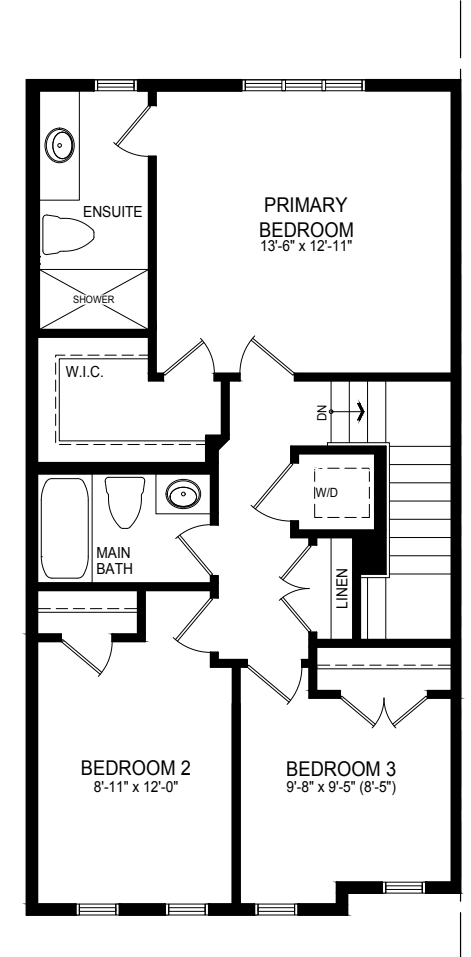 ENSUITE
PRIMARY
BEDROOM
13'-6" x 12'-11"
SHOWER
W.I.C.
DN
W/D
MAIN
BATH
LINEN
BEDROOM 2
8'-11" x 12'-0"
BEDROOM 3
9'-8" x 9'-5" (8'-5")